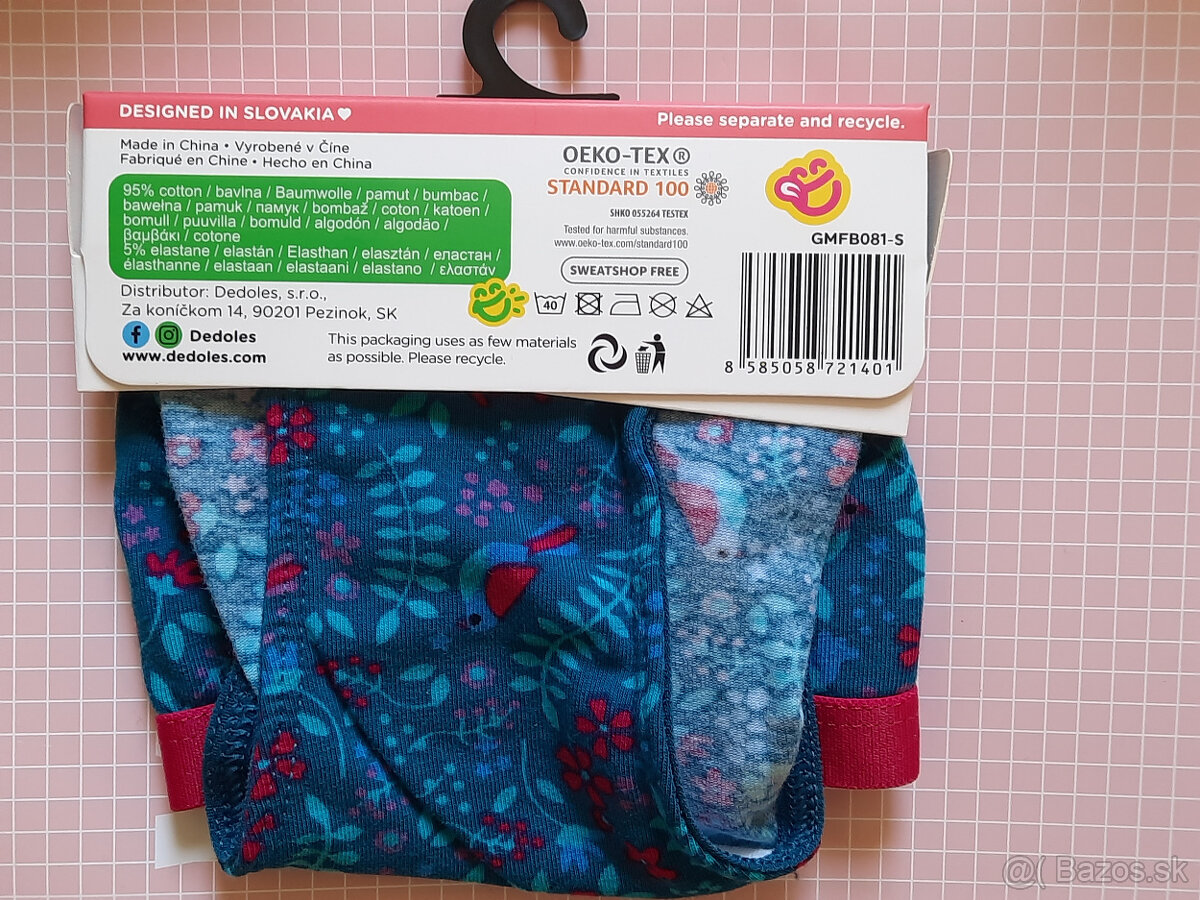 DESIGNED IN SLOVAKIA
Please separate and recycle.
Made in China • Vyrobené v Číne
Fabriqué en Chine • Hecho en China
95% cotton / bavlna / Baumwolle / pamut / bumbac /
bawełna / pamuk / памук / bombaž / coton / katoen /
bomull / puuvilla / bomuld / algodón / algodão /
βαμβάκι / cotone
5% elastane / elastán / Elasthan / elasztán / еластан /
élasthanne / elastaan / elastaani / elastano / ελαστάν
Distributor: Dedoles, s.r.o.,
Za koníčkom 14, 90201 Pezinok, SK
Dedoles
www.dedoles.com
This packaging uses as few materials
as possible. Please recycle.
OEKO-TEX®
CONFIDENCE IN TEXTILES
STANDARD 100
SHKO 055264 TESTEX
Tested for harmful substances.
www.oeko-tex.com/standard100
SWEATSHOP FREE
40
GMFB081-S
8 585058 721401
@( Bazos.sk